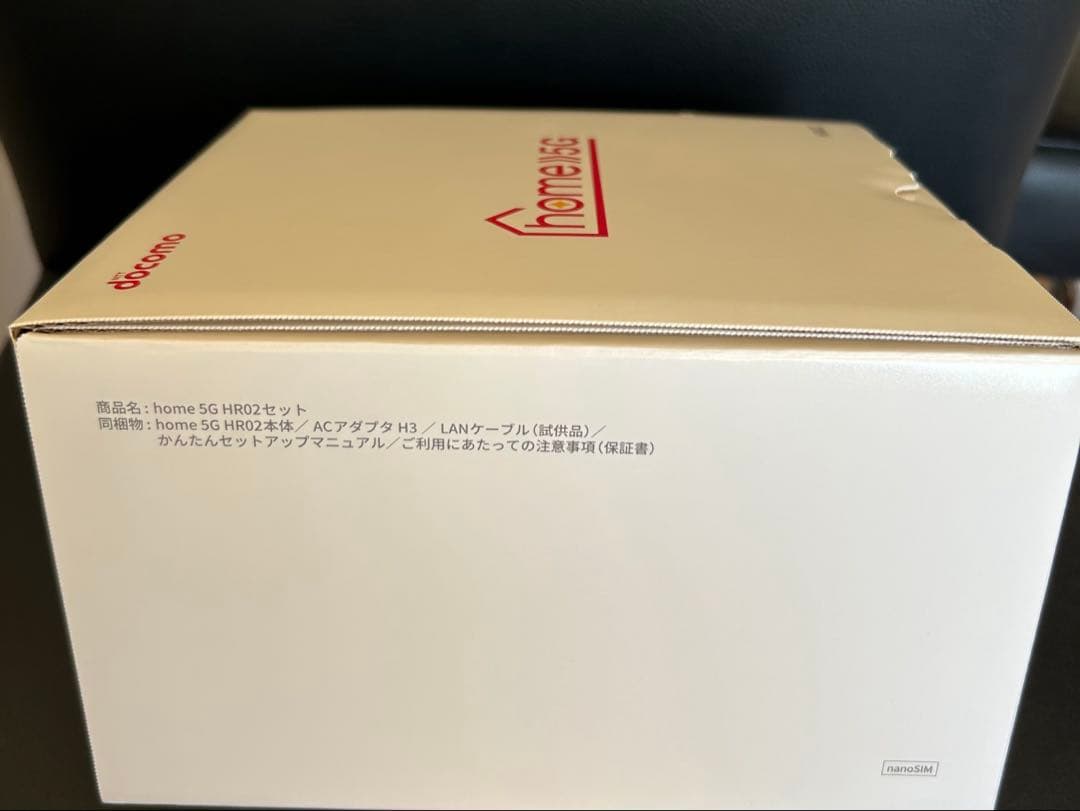 NTT
docomo
home 5G
商品名：home 5G HR02セット
同梱物：home 5G HR02本体／ACアダプタ H3／LANケーブル（試供品）／
かんたんセットアップマニュアル／ご利用にあたっての注意事項（保証書）
nanoSIM